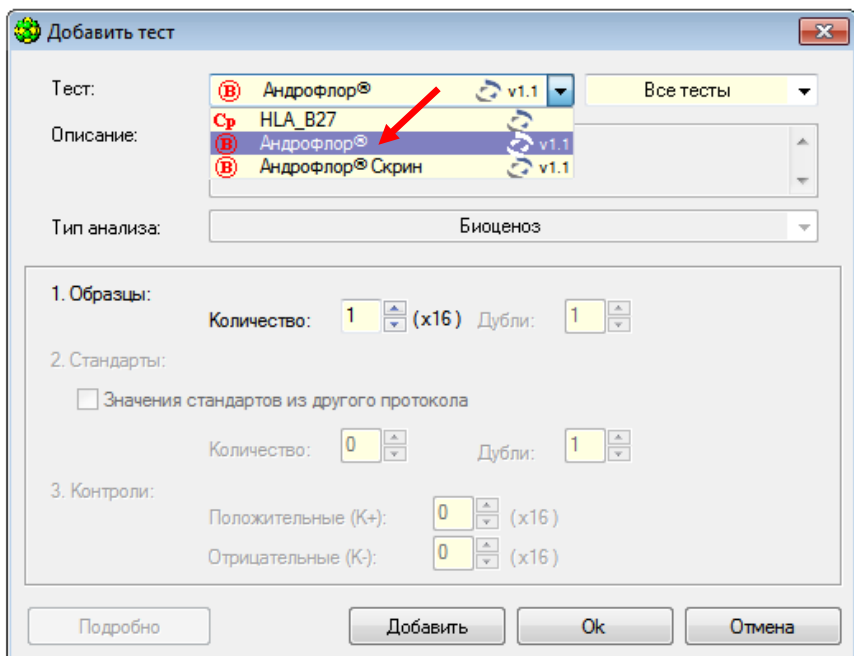 Добавить тест
Тест: Андрофлор® v1.1 Все тесты
Ср HLA_B27
Описание:
В Андрофлор® v1.1
В Андрофлор® Скрин v1.1
Тип анализа: Биоценоз
1. Образцы:
Количество: 1 (x16) Дубли: 1
2. Стандарты:
Значения стандартов из другого протокола
Количество: 0 Дубли: 1
3. Контроли:
Положительные (К+): 0 (x16)
Отрицательные (К-): 0 (x16)
Подробно Добавить Ok Отмена